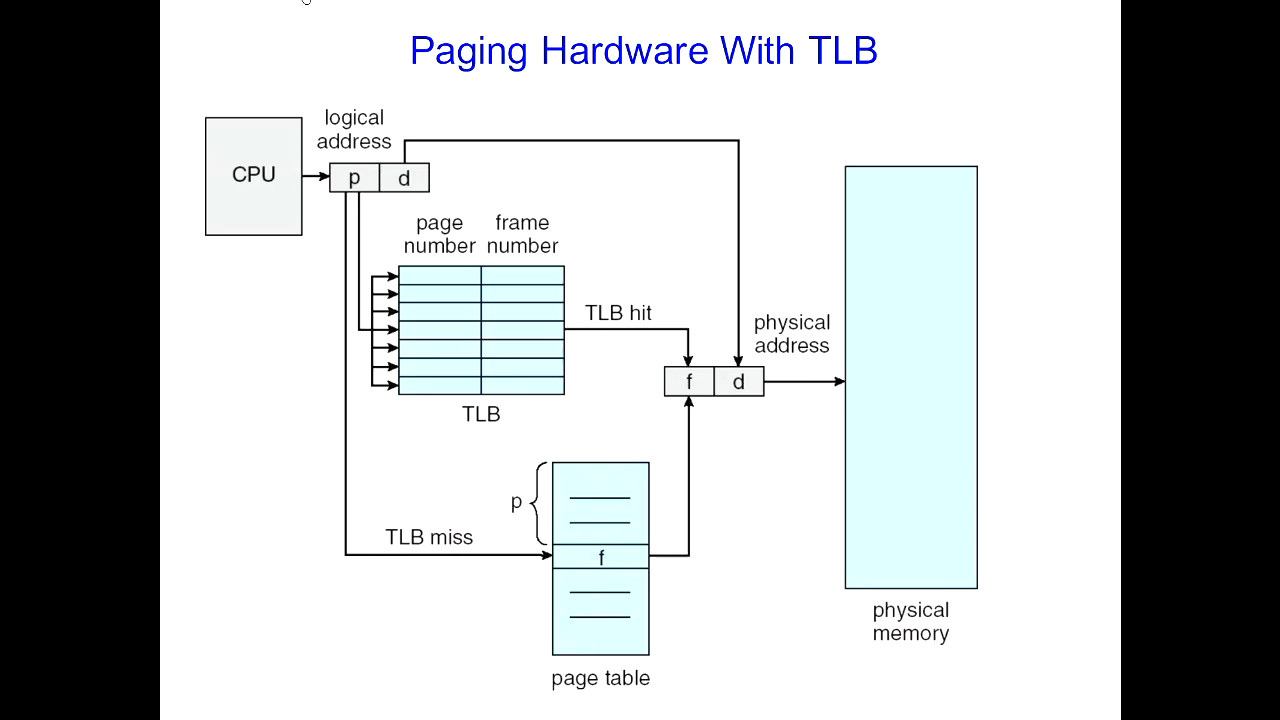 Paging Hardware With TLB
logical
address
CPU
p
d
page
number
frame
number
TLB hit
physical
address
f
d
TLB
p
TLB miss
f
physical
memory
page table